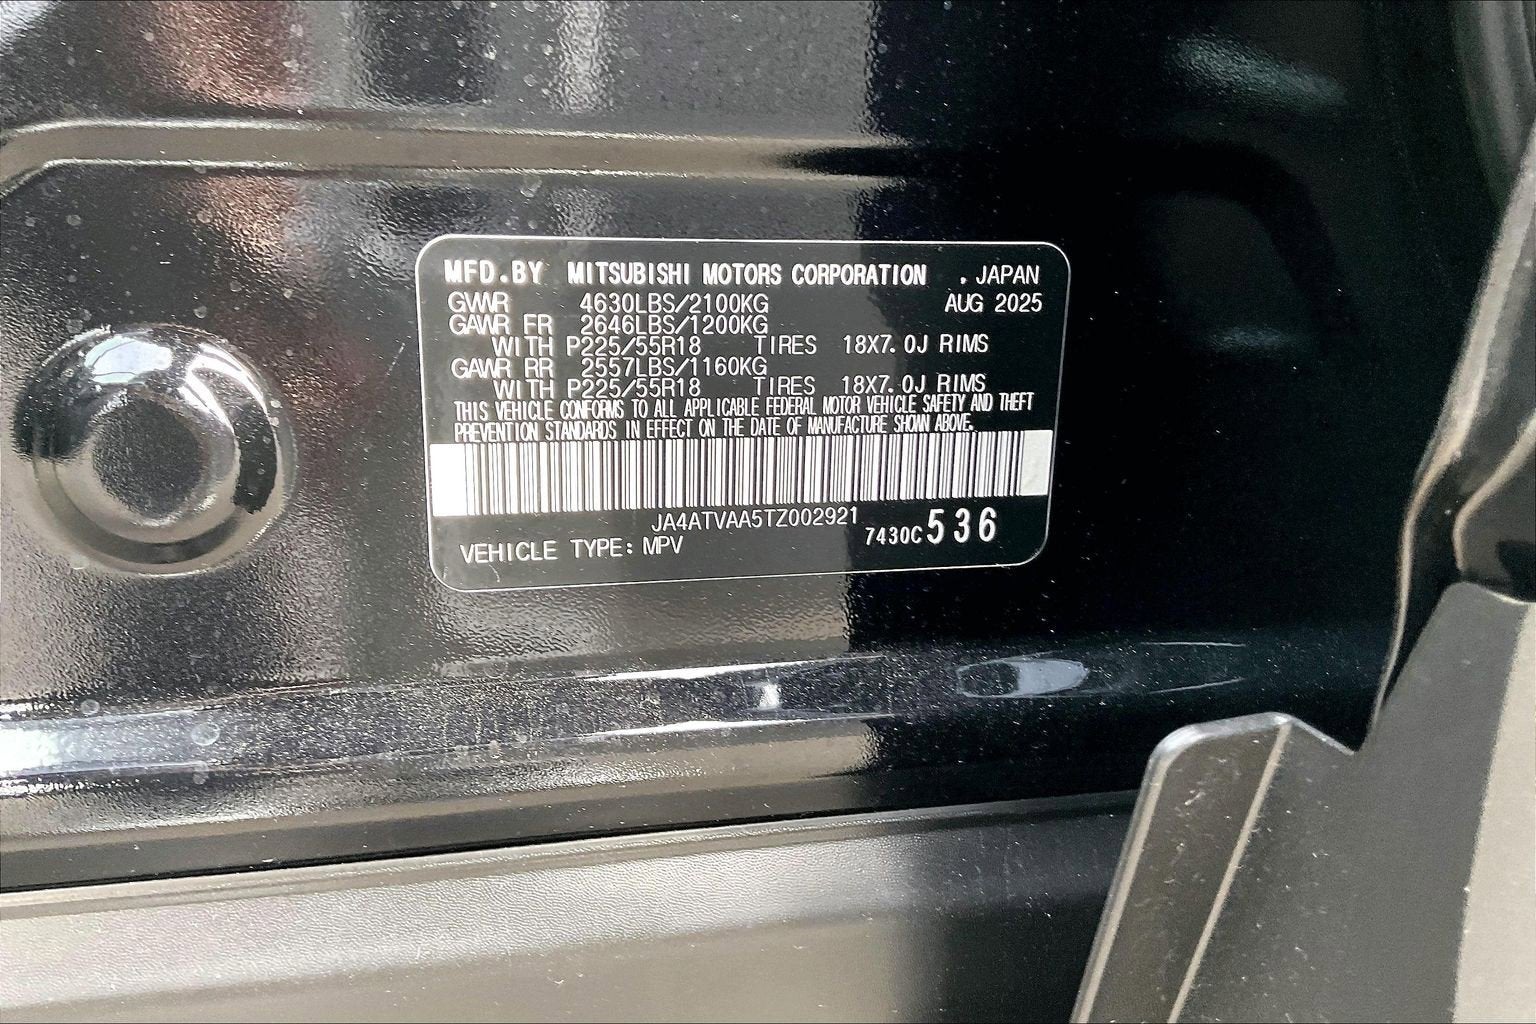 MFD.BY MITSUBISHI MOTORS CORPORATION , JAPAN
GVWR 4630LBS/2100KG AUG 2025
GAWR FR 2646LBS/1200KG
WITH P225/55R18 TIRES 18X7.0J RIMS
GAWR RR 2557LBS/1160KG
WITH P225/55R18 TIRES 18X7.0J RIMS
THIS VEHICLE CONFORMS TO ALL APPLICABLE FEDERAL MOTOR VEHICLE SAFETY AND THEFT
PREVENTION STANDARDS IN EFFECT ON THE DATE OF MANUFACTURE SHOWN ABOVE.
JA4ATVAA5TZ002921
VEHICLE TYPE: MPV 7430C 536